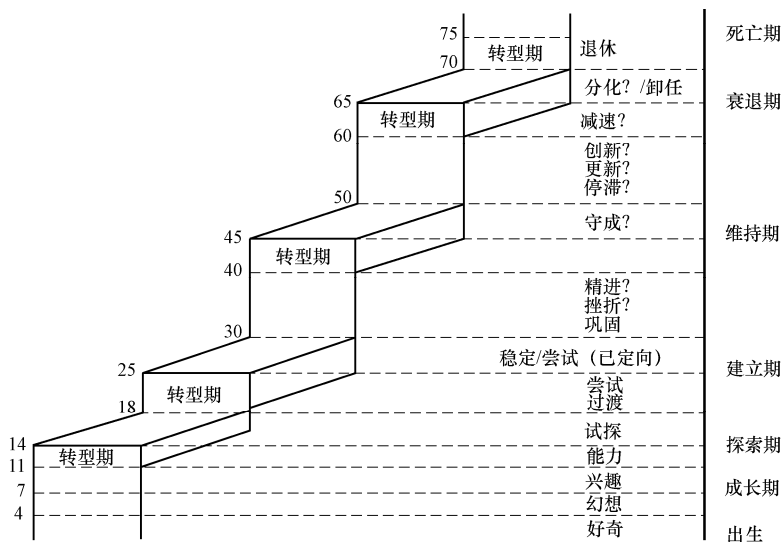 75
死亡期
转型期
退休
70
分化？/卸任
65
衰退期
转型期
减速？
60
创新？
更新？
停滞？
50
守成？
45
维持期
转型期
40
精进？
挫折？
巩固
30
稳定/尝试（已定向）
25
建立期
尝试
转型期
过渡
18
试探
14
探索期
转型期
能力
11
兴趣
7
成长期
幻想
4
好奇
出生